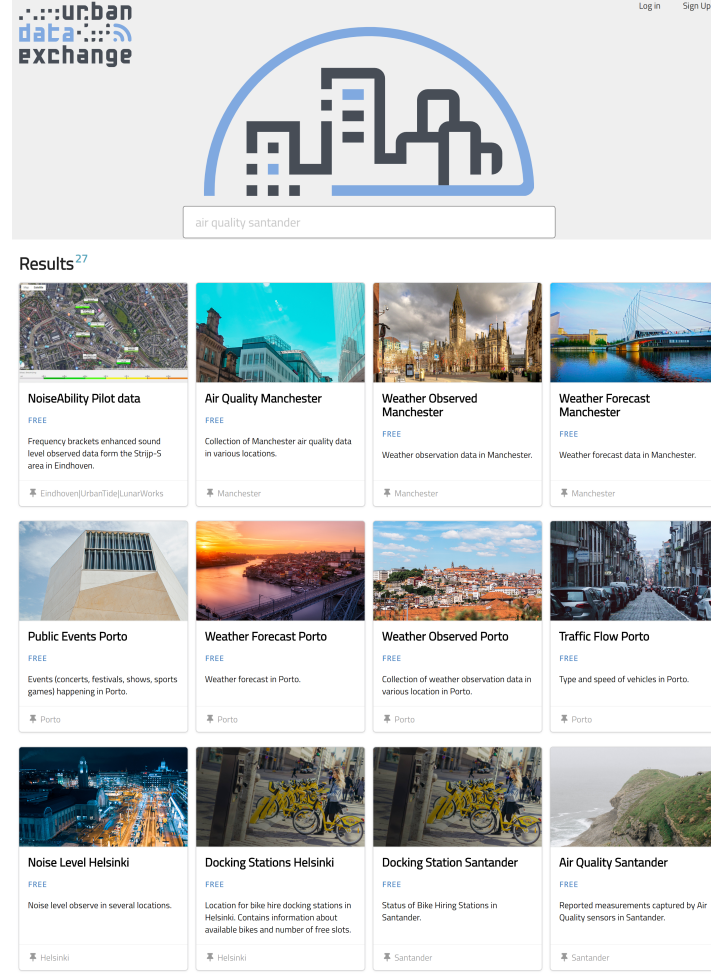 Log in Sign Up
urban
data
exchange
air quality santander
Results 27
NoiseAbility Pilot data
FREE
Frequency brackets enhanced sound
level observed data form the Strijp-S
area in Eindhoven.
Eindhoven|UrbanTide|LunarWorks
Air Quality Manchester
FREE
Collection of Manchester air quality data
in various locations.
Manchester
Weather Observed
Manchester
FREE
Weather observation data in Manchester.
Manchester
Weather Forecast
Manchester
FREE
Weather forecast data in Manchester.
Manchester
Public Events Porto
FREE
Events (concerts, festivals, shows, sports
games) happening in Porto.
Porto
Weather Forecast Porto
FREE
Weather forecast in Porto.
Porto
Weather Observed Porto
FREE
Collection of weather observation data in
various location in Porto.
Porto
Traffic Flow Porto
FREE
Type and speed of vehicles in Porto.
Porto
Noise Level Helsinki
FREE
Noise level observe in several locations.
Helsinki
Docking Stations Helsinki
FREE
Location for bike hire docking stations in
Helsinki. Contains information about
available bikes and number of free slots.
Helsinki
Docking Station Santander
FREE
Status of Bike Hiring Stations in
Santander.
Santander
Air Quality Santander
FREE
Reported measurements captured by Air
Quality sensors in Santander.
Santander